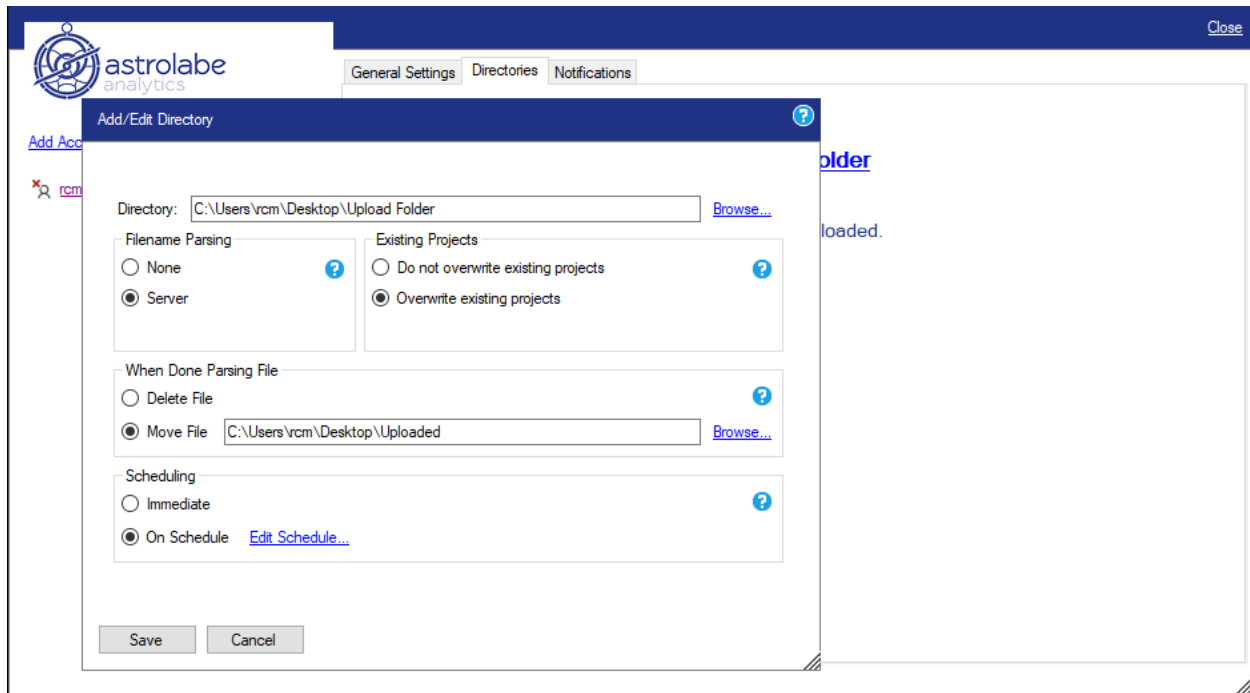 Close
astrolabe
analytics
General Settings Directories Notifications
Add/Edit Directory
?
Add Acc
older
rcm
Directory: C:\Users\rcm\Desktop\Upload Folder Browse...
loaded.
Filename Parsing Existing Projects
None ? Do not overwrite existing projects ?
Server Overwrite existing projects
When Done Parsing File
Delete File ?
Move File C:\Users\rcm\Desktop\Uploaded Browse...
Scheduling
Immediate ?
On Schedule Edit Schedule...
Save Cancel